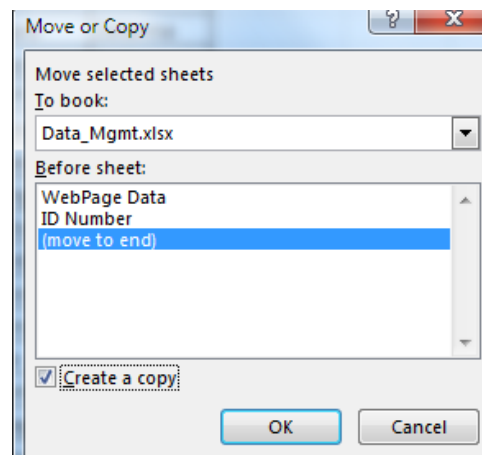 Move or Copy
Move selected sheets
To book:
Data_Mgmt.xlsx
Before sheet:
WebPage Data
ID Number
(move to end)
Create a copy
OK Cancel